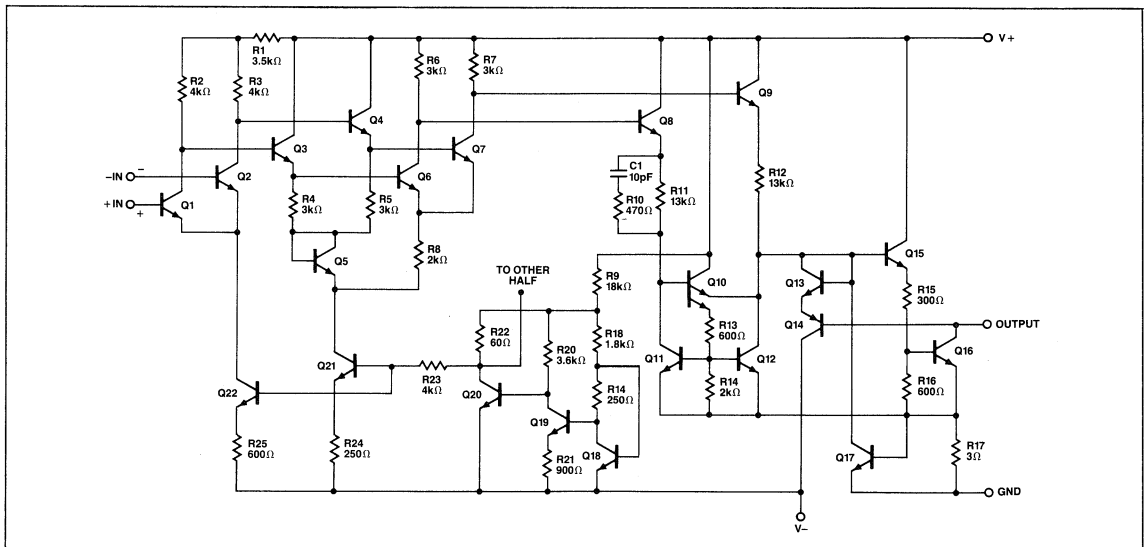 V+
R1
3.5kΩ
R2
4kΩ
R3
4kΩ
R6
3kΩ
R7
3kΩ
Q9
Q4
Q8
Q3
Q7
−IN
−
Q2
Q6
C1
10pF
R12
13kΩ
R11
13kΩ
+IN
+
Q1
R4
3kΩ
R5
3kΩ
R10
470Ω
Q5
R8
2kΩ
Q15
TO OTHER
HALF
R9
18kΩ
Q10
Q13
R15
300Ω
Q14
OUTPUT
R22
60Ω
R20
3.6kΩ
R18
1.8kΩ
R13
600Ω
Q11
Q12
Q16
Q21
R23
4kΩ
Q20
R14
250Ω
R14
2kΩ
R16
600Ω
Q22
Q19
Q18
Q17
R17
3Ω
R25
600Ω
R24
250Ω
R21
900Ω
GND
V−